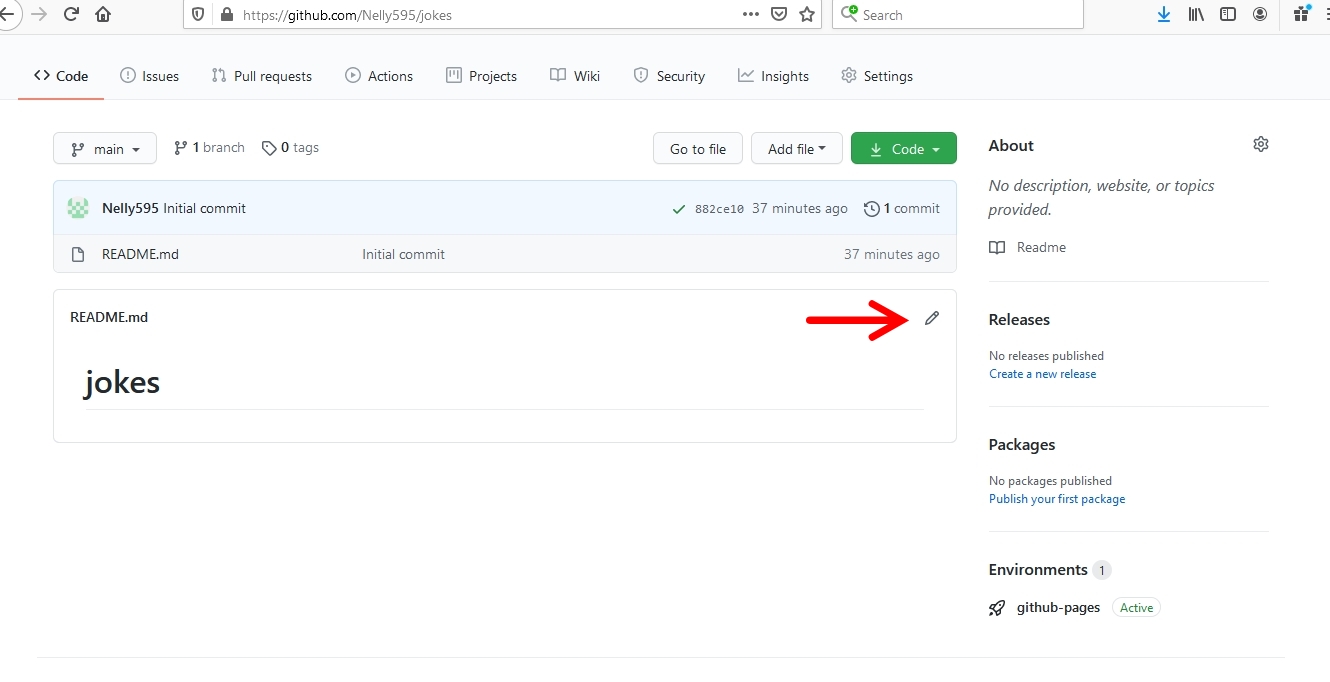 https://github.com/Nelly595/jokes
Search
Code Issues Pull requests Actions Projects Wiki Security Insights Settings
main 1 branch 0 tags Go to file Add file Code
Nelly595 Initial commit 882ce10 37 minutes ago 1 commit
README.md Initial commit 37 minutes ago
README.md
jokes
About
No description, website, or topics
provided.
Readme
Releases
No releases published
Create a new release
Packages
No packages published
Publish your first package
Environments 1
github-pages Active